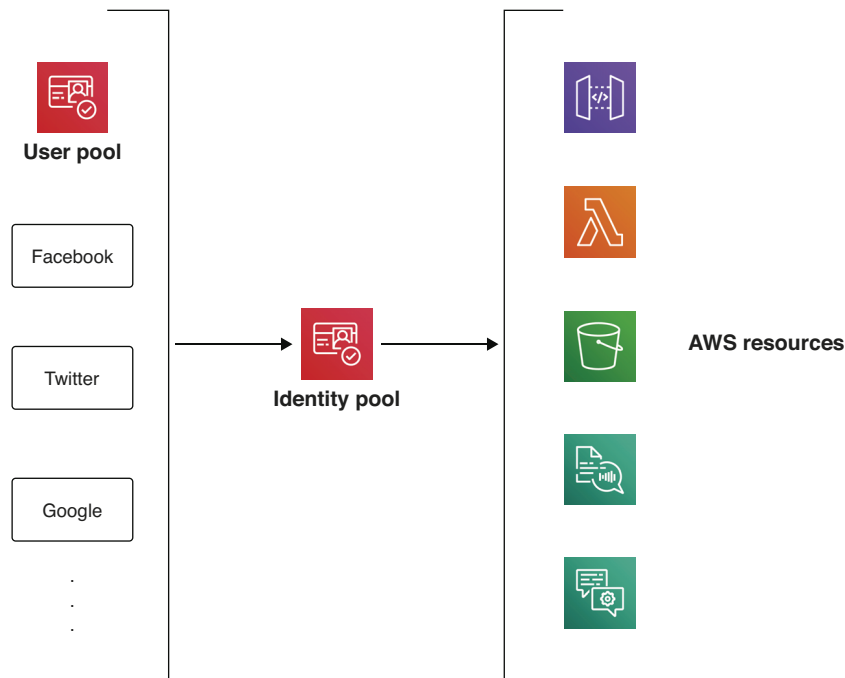 User pool
Facebook
Twitter
Google
.
.
.
Identity pool
</>
AWS resources